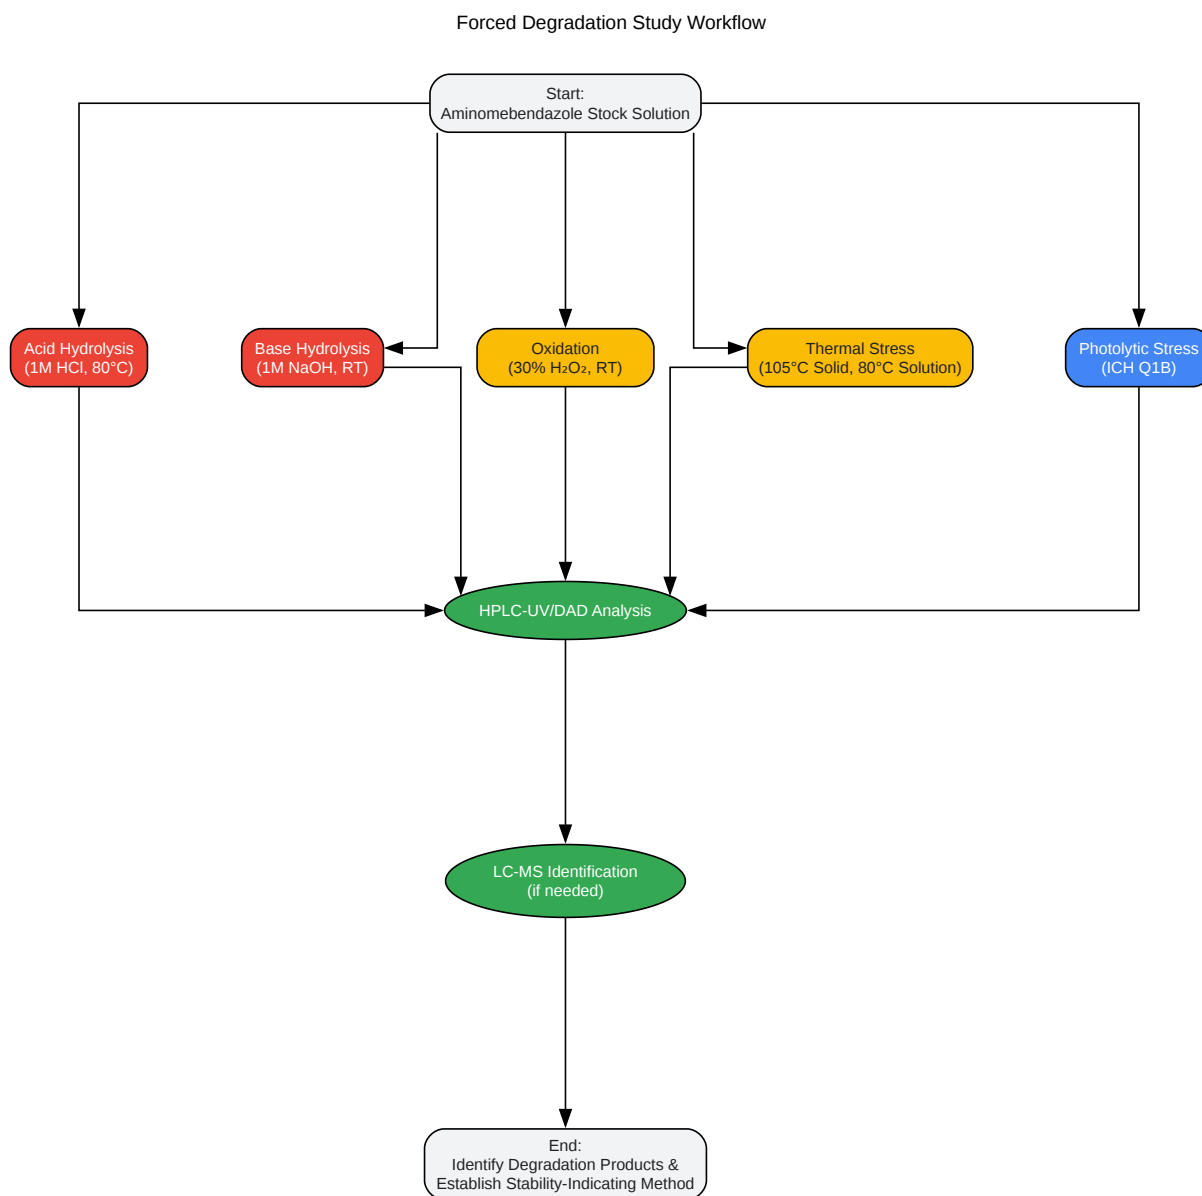 Forced Degradation Study Workflow
Start:
Aminomebendazole Stock Solution
Acid Hydrolysis
(1M HCl, 80°C)
Base Hydrolysis
(1M NaOH, RT)
Oxidation
(30% H₂O₂, RT)
Thermal Stress
(105°C Solid, 80°C Solution)
Photolytic Stress
(ICH Q1B)
HPLC-UV/DAD Analysis
LC-MS Identification
(if needed)
End:
Identify Degradation Products &
Establish Stability-Indicating Method